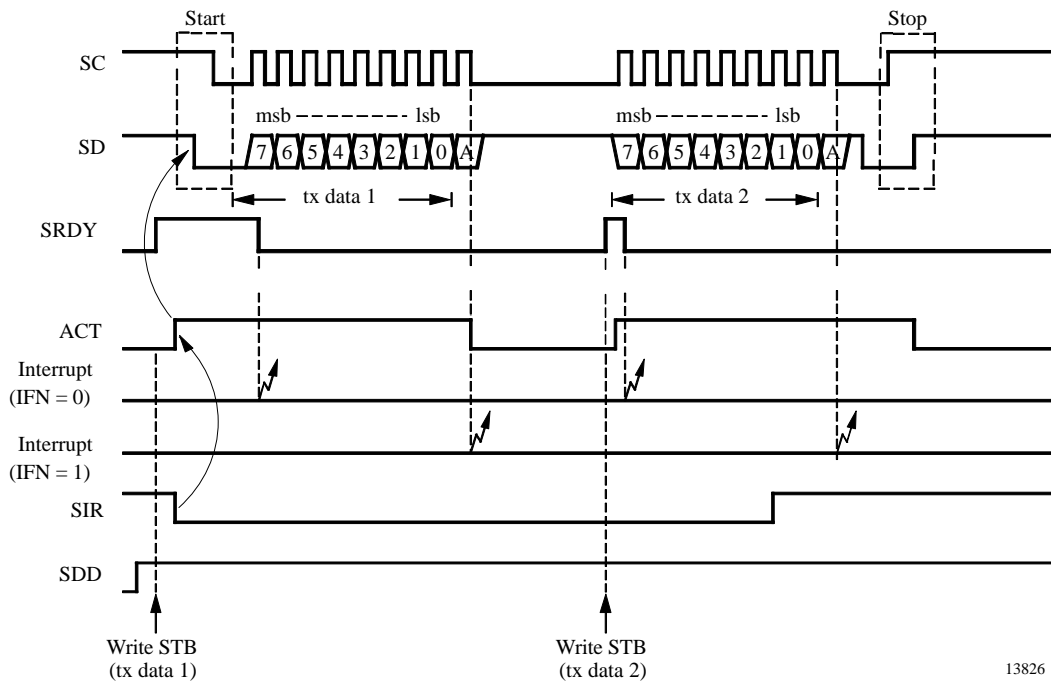 Start
Stop
SC
msb lsb
msb lsb
SD
7 6 5 4 3 2 1 0 A
7 6 5 4 3 2 1 0 A
tx data 1
tx data 2
SRDY
ACT
Interrupt
(IFN = 0)
Interrupt
(IFN = 1)
SIR
SDD
Write STB
(tx data 1)
Write STB
(tx data 2)
13826